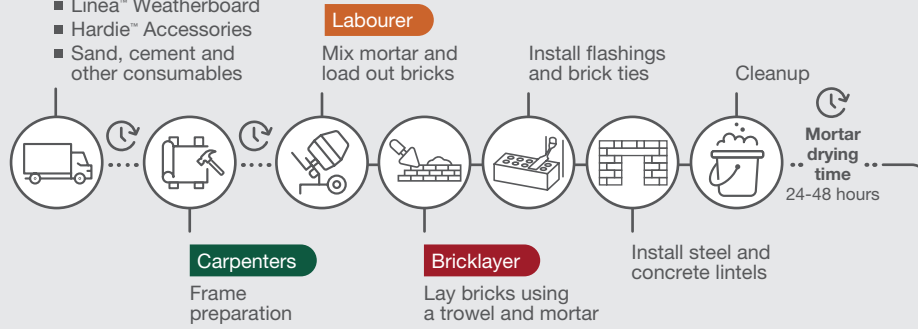 ■ Linea™ Weatherboard
■ Hardie™ Accessories
■ Sand, cement and
other consumables
Labourer
Mix mortar and
load out bricks
Install flashings
and brick ties
Cleanup
Mortar
drying
time
24-48 hours
Carpenters
Frame
preparation
Bricklayer
Lay bricks using
a trowel and mortar
Install steel and
concrete lintels